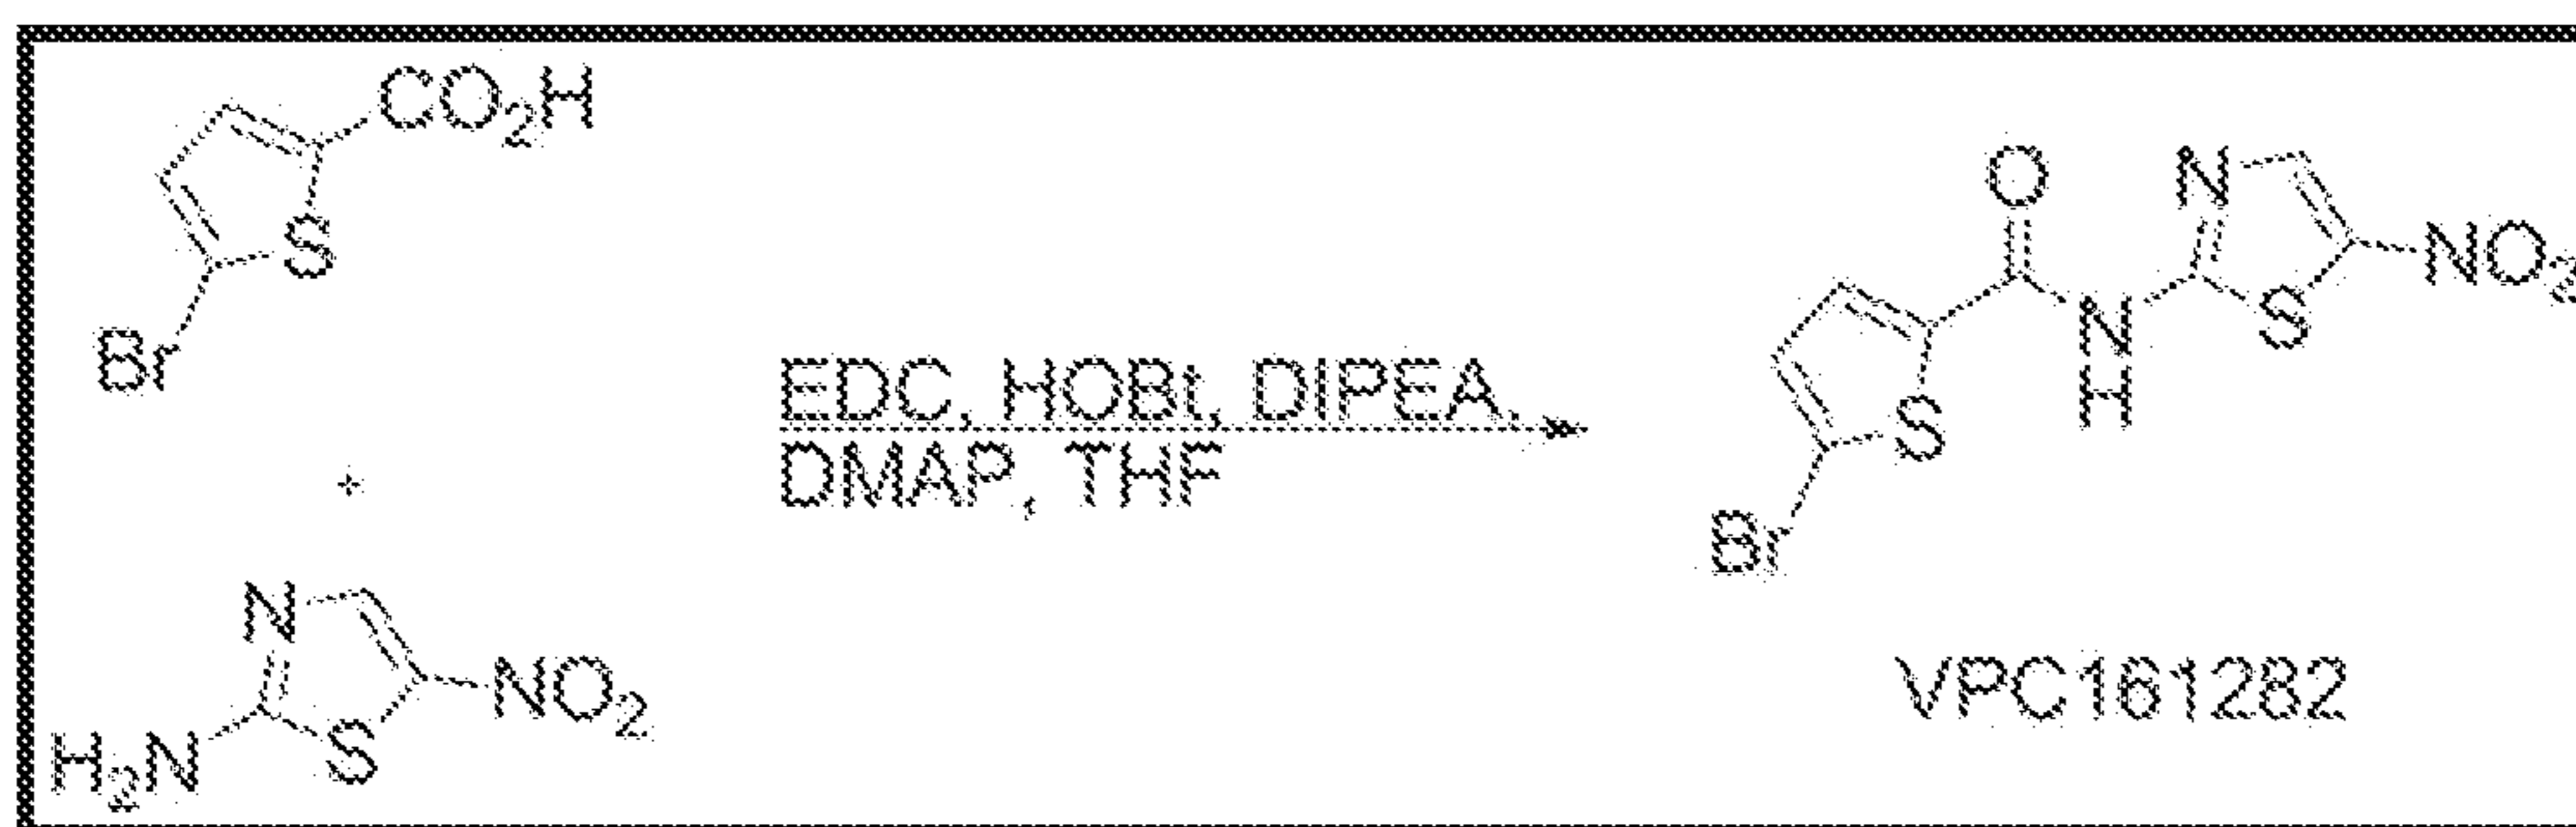 CO2H
S
Br
+
N
NO2
S
H2N
EDC, HOBt, DIPEA,
DMAP, THF
O
N
NO2
N
H
S
S
Br
VPC161282